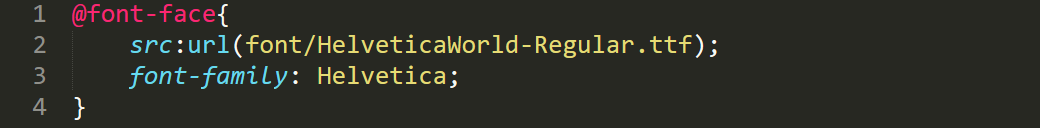 1 @font-face{
2 src:url(font/HelveticaWorld-Regular.ttf);
3 font-family: Helvetica;
4 }